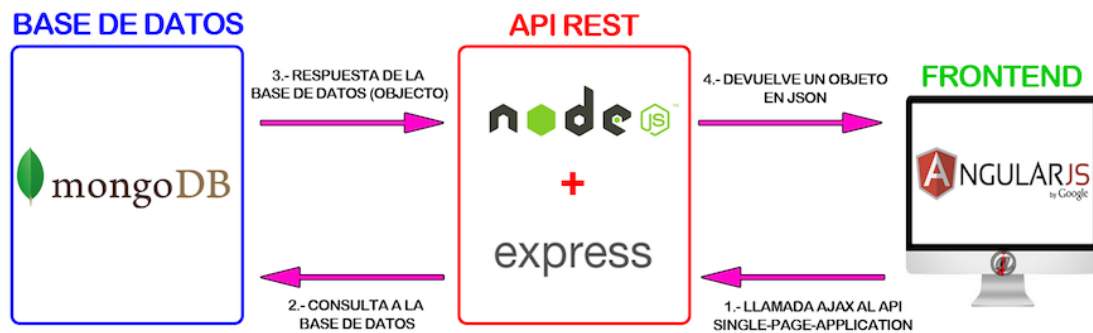 BASE DE DATOS
API REST
FRONTEND
3.- RESPUESTA DE LA
BASE DE DATOS (OBJECTO)
4.- DEVUELVE UN OBJETO
EN JSON
mongoDB
node
JS
™
+
express
ANGULARJS
by Google
2.- CONSULTA A LA
BASE DE DATOS
1.- LLAMADA AJAX AL API
SINGLE-PAGE-APPLICATION